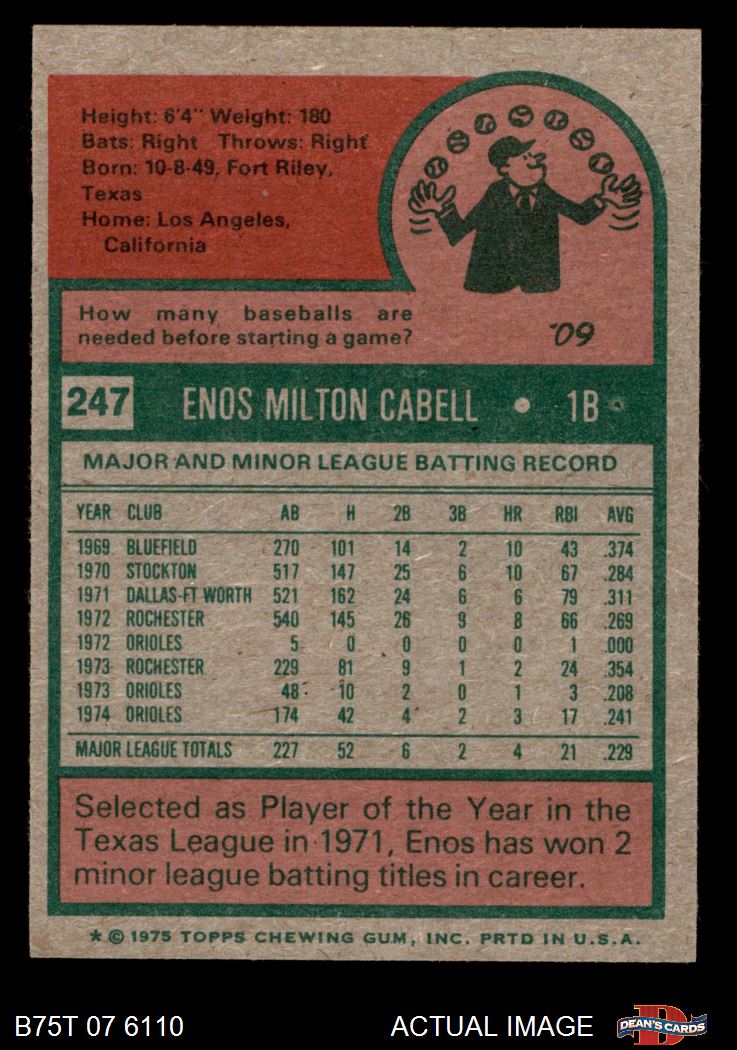 Height: 6'4" Weight: 180
Bats: Right Throws: Right
Born: 10-8-49, Fort Riley,
Texas
Home: Los Angeles,
California
How many baseballs are
needed before starting a game?
'09
247 ENOS MILTON CABELL • 1B
MAJOR AND MINOR LEAGUE BATTING RECORD
YEAR CLUB AB H 2B 3B HR RBI AVG
1969 BLUEFIELD 270 101 14 2 10 43 .374
1970 STOCKTON 517 147 25 6 10 67 .284
1971 DALLAS-FT WORTH 521 162 24 6 6 79 .311
1972 ROCHESTER 540 145 26 9 8 66 .269
1972 ORIOLES 5 0 0 0 0 1 .000
1973 ROCHESTER 229 81 9 1 2 24 .354
1973 ORIOLES 48 10 2 0 1 3 .208
1974 ORIOLES 174 42 4 2 3 17 .241
MAJOR LEAGUE TOTALS 227 52 6 2 4 21 .229
Selected as Player of the Year in the
Texas League in 1971, Enos has won 2
minor league batting titles in career.
* © 1975 TOPPS CHEWING GUM, INC. PRTD IN U.S.A.
B75T 07 6110 ACTUAL IMAGE D DEAN'S CARDS